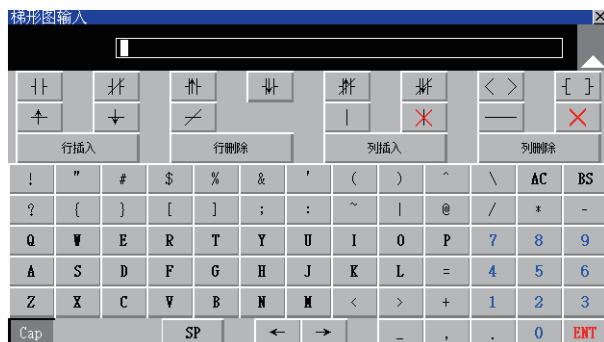 梯形图输入
< >
{ }
行插入 行删除 列插入 列删除
! " # $ % & ' ( ) ^ \ AC BS
? { } [ ] ; : ~ | @ / * -
Q W E R T Y U I O P 7 8 9
A S D F G H J K L = 4 5 6
Z X C V B N M < > + 1 2 3
Cap SP ← → _ , . 0 ENT